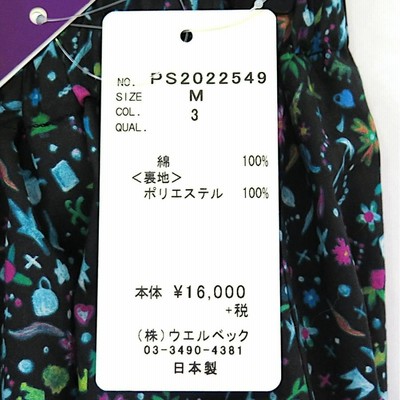 NO. PS2022549
SIZE M
COL. 3
QUAL.
綿 100%
＜裏地＞
ポリエステル 100%
本体 ¥16,000
+税
(株)ウエルベック
03-3490-4381
日本製